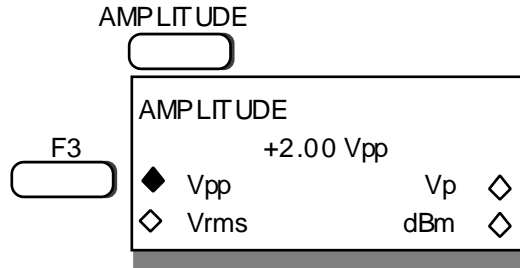 AMPLITUDE
AMPLITUDE
+2.00 Vpp
F3
Vpp Vp
Vrms dBm